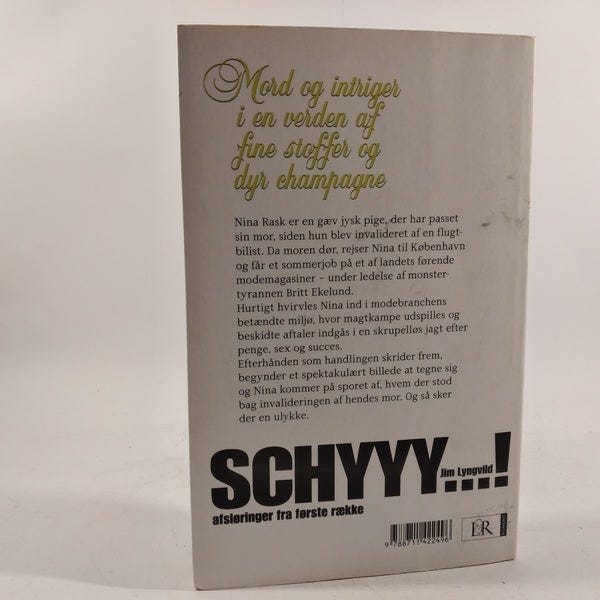 Mord og intriger
i en verden af
fine stoffer og
dyr champagne
Nina Rask er en gæv jysk pige, der har passet
sin mor, siden hun blev invalideret af en flugt-
bilist. Da moren dør, rejser Nina til København
og får et sommerjob på et af landets førende
modemagasiner – under ledelse af monster-
tyrannen Britt Ekelund.
Hurtigt hvirvles Nina ind i modebranchens
betændte miljø, hvor magtkampe udspilles og
beskidte aftaler indgås i en skrupelløs jagt efter
penge, sex og succes.
Efterhånden som handlingen skrider frem,
begynder et spektakulært billede at tegne sig
og Nina kommer på sporet af, hvem der stod
bag invalideringen af hendes mor. Og så sker
der en ulykke.
SCHYYY...!
Jim Lyngvild
afsløringer fra første række
9 788711 422496
L&R